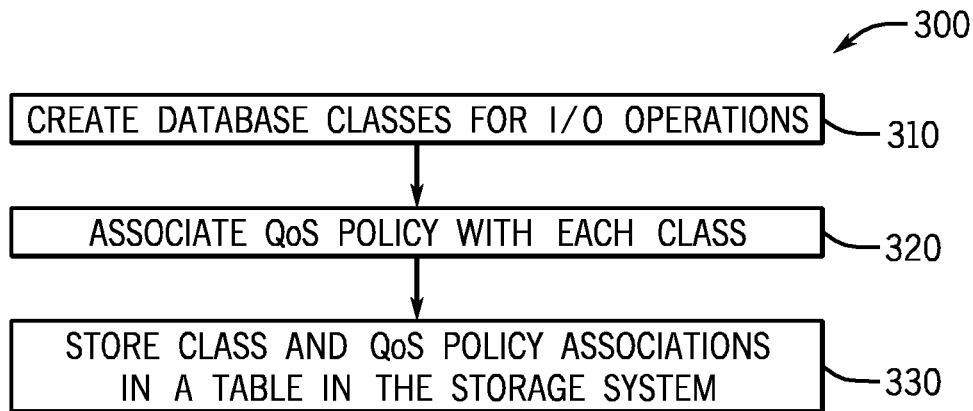 300
CREATE DATABASE CLASSES FOR I/O OPERATIONS
310
ASSOCIATE QoS POLICY WITH EACH CLASS
320
STORE CLASS AND QoS POLICY ASSOCIATIONS
IN A TABLE IN THE STORAGE SYSTEM
330